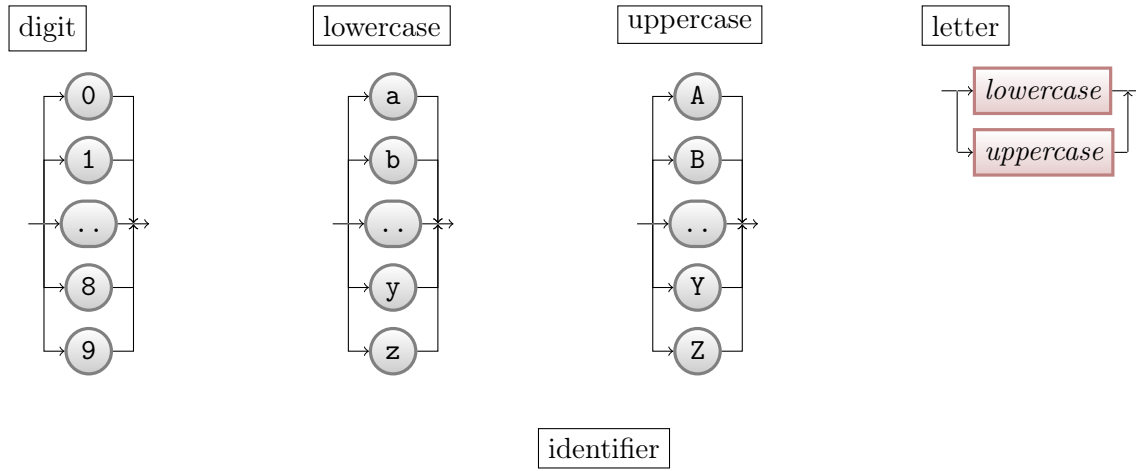 digit lowercase uppercase letter
0 a A lowercase
1 b B uppercase
.. .. ..
8 y Y
9 z Z
identifier